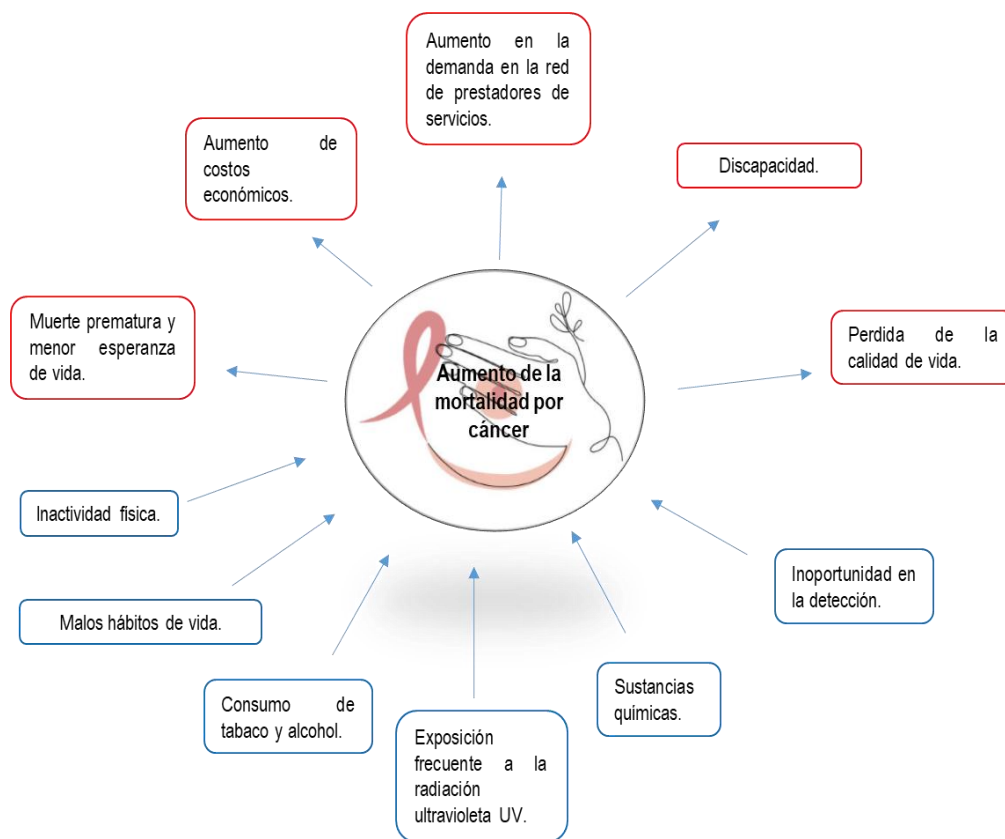 Aumento en la
demanda en la red
de prestadores de
servicios.
Aumento de
costos
económicos.
Discapacidad.
Muerte prematura y
menor esperanza
de vida.
Perdida de la
calidad de vida.
Aumento de la
mortalidad por
cáncer
Inactividad física.
Inoportunidad en
la detección.
Malos hábitos de vida.
Sustancias
químicas.
Consumo de
tabaco y alcohol.
Exposición
frecuente a la
radiación
ultravioleta UV.